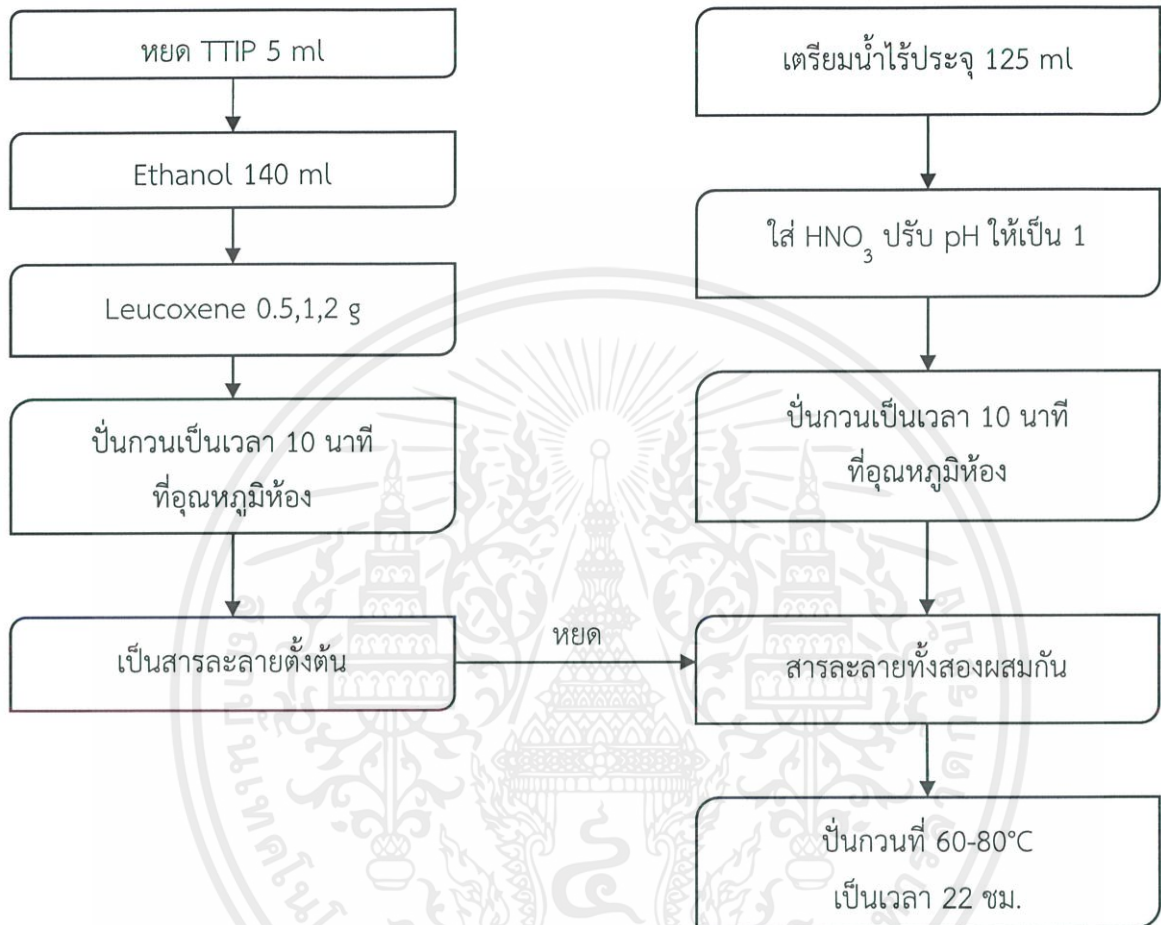 หยด TTIP 5 ml
Ethanol 140 ml
Leucoxene 0.5,1,2 g
ปั่นกวนเป็นเวลา 10 นาที
ที่อุณหภูมิห้อง
เป็นสารละลายตั้งต้น
หยด
เตรียมน้ำไร้ประจุ 125 ml
ใส่ HNO₃ ปรับ pH ให้เป็น 1
ปั่นกวนเป็นเวลา 10 นาที
ที่อุณหภูมิห้อง
สารละลายทั้งสองผสมกัน
ปั่นกวนที่ 60-80°C
เป็นเวลา 22 ชม.